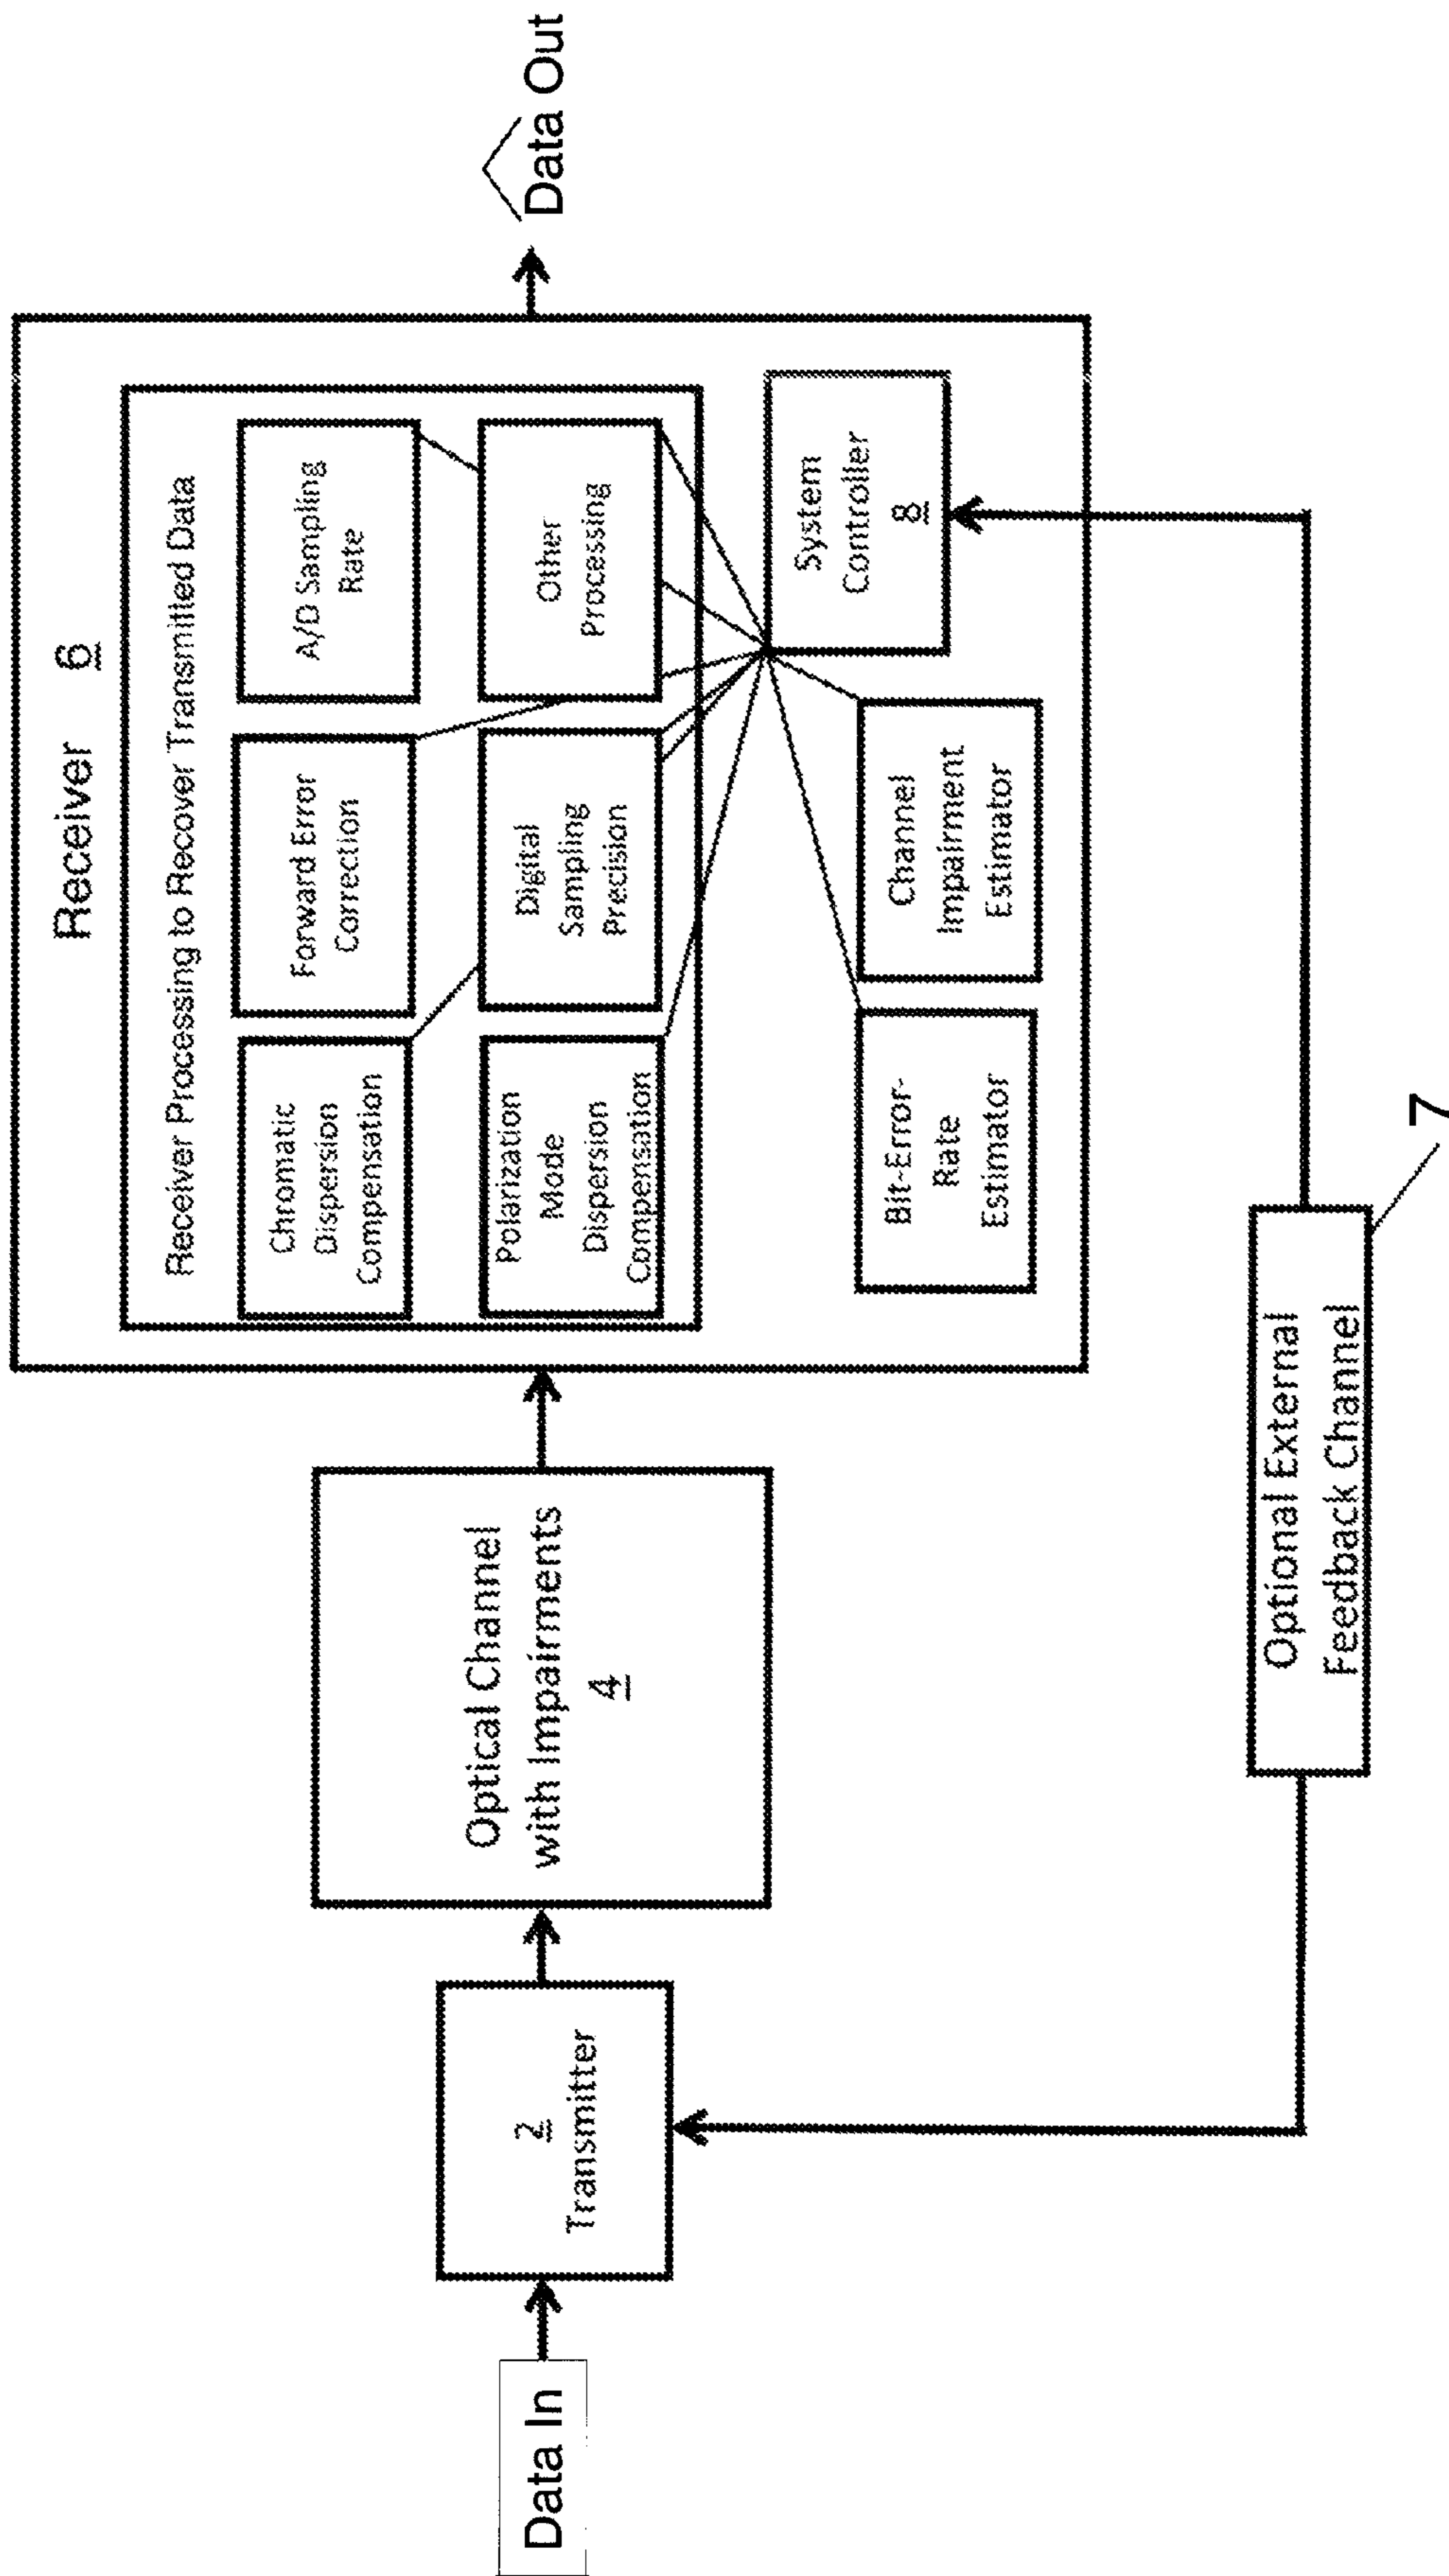 Receiver 6
Receiver Processing to Recover Transmitted Data
Chromatic
Dispersion
Compensation
Forward Error
Correction
A/D Sampling
Rate
Polarization
Mode
Dispersion
Compensation
Digital
Sampling
Precision
Other
Processing
Bit-Error-
Rate
Estimator
Channel
Impairment
Estimator
System
Controller
8
Data In
2
Transmitter
Optical Channel
with Impairments
4
Data Out
Optional External
Feedback Channel
7